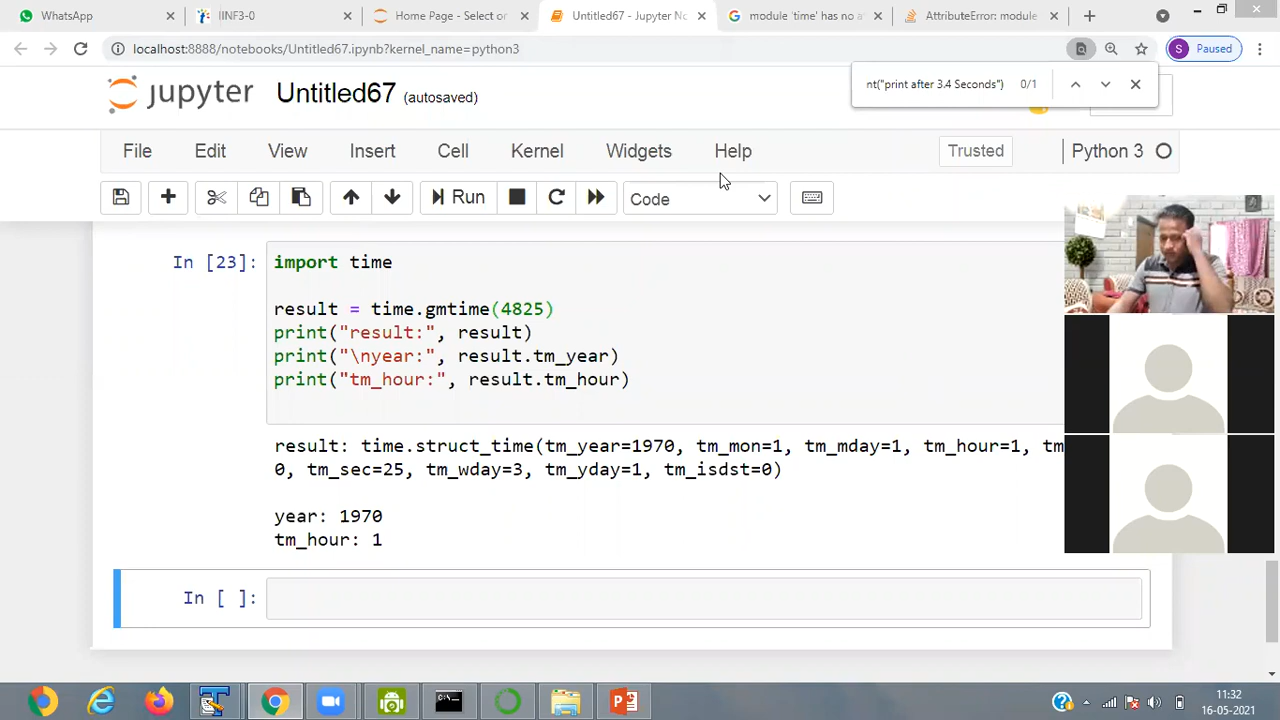 WhatsApp
IINF3-0
Home Page - Select or
Untitled67 - Jupyter No
module 'time' has no a
AttributeError: module
localhost:8888/notebooks/Untitled67.ipynb?kernel_name=python3
S Paused
nt("print after 3.4 Seconds") 0/1
jupyter Untitled67 (autosaved)
File Edit View Insert Cell Kernel Widgets Help
Trusted
Python 3
Run
Code
In [23]:
import time
result = time.gmtime(4825)
print("result:", result)
print("\nyear:", result.tm_year)
print("tm_hour:", result.tm_hour)
result: time.struct_time(tm_year=1970, tm_mon=1, tm_mday=1, tm_hour=1, tm
0, tm_sec=25, tm_wday=3, tm_yday=1, tm_isdst=0)
year: 1970
tm_hour: 1
In [ ]:
11:32
16-05-2021